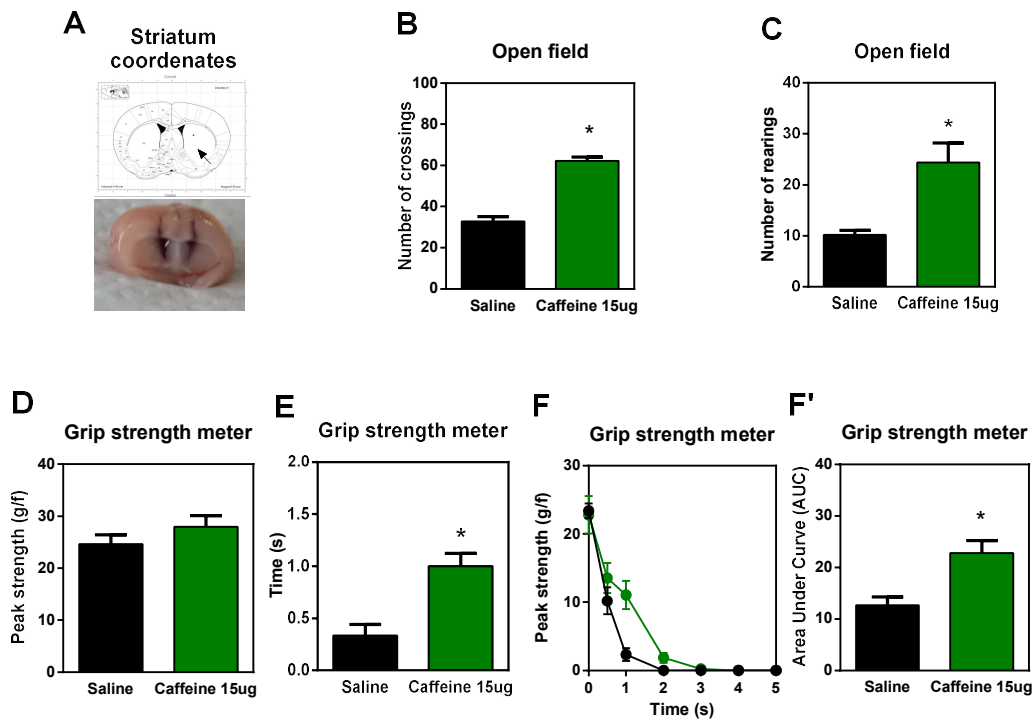 A
Striatum
coordenates
B
Open field
Number of crossings
100
80
60
40
20
0
*
Saline
Caffeine 15ug
C
Open field
Number of rearings
40
30
20
10
0
*
Saline
Caffeine 15ug
D
Grip strength meter
Peak strength (g/f)
40
30
20
10
0
Saline
Caffeine 15ug
E
Grip strength meter
Time (s)
2.0
1.5
1.0
0.5
0.0
*
Saline
Caffeine 15ug
F
Grip strength meter
Peak strength (g/f)
30
20
10
0
0 1 2 3 4 5
Time (s)
F'
Grip strength meter
Area Under Curve (AUC)
40
30
20
10
0
*
Saline
Caffeine 15ug